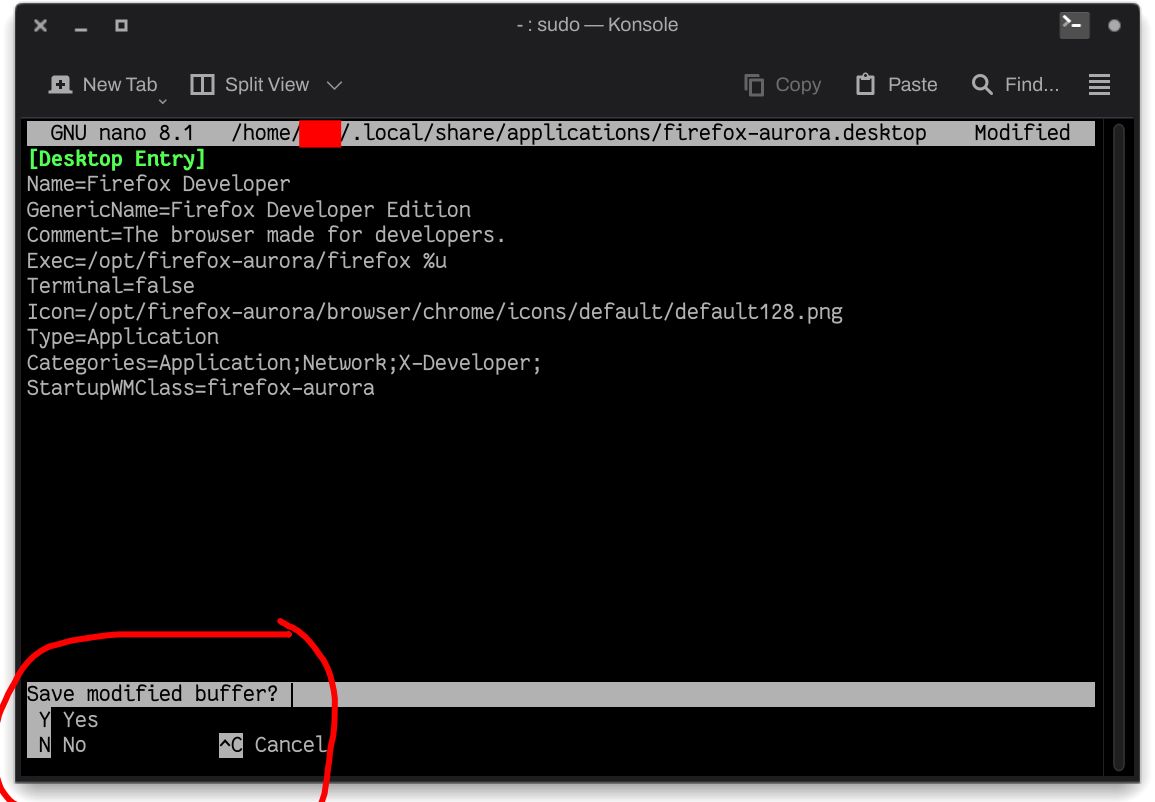 - : sudo — Konsole
New Tab Split View Copy Paste Find...
GNU nano 8.1 /home/ /.local/share/applications/firefox-aurora.desktop Modified
[Desktop Entry]
Name=Firefox Developer
GenericName=Firefox Developer Edition
Comment=The browser made for developers.
Exec=/opt/firefox-aurora/firefox %u
Terminal=false
Icon=/opt/firefox-aurora/browser/chrome/icons/default/default128.png
Type=Application
Categories=Application;Network;X-Developer;
StartupWMClass=firefox-aurora
Save modified buffer?
Y Yes
N No ^C Cancel